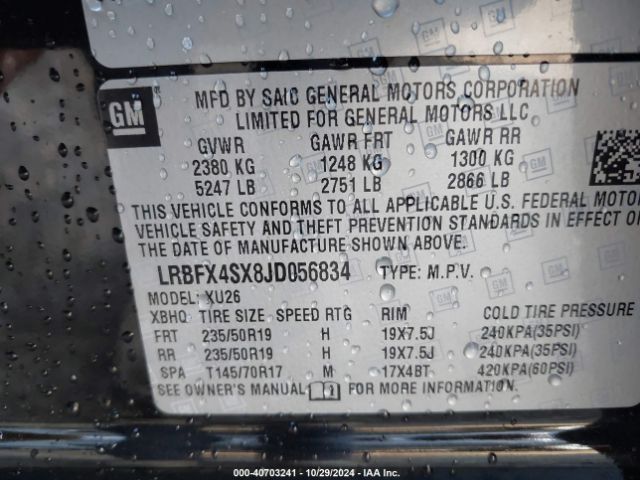 GM
MFD BY SAIC GENERAL MOTORS CORPORATION
LIMITED FOR GENERAL MOTORS LLC
GVWR GAWR FRT GAWR RR
2380 KG 1248 KG 1300 KG
5247 LB 2751 LB 2866 LB
THIS VEHICLE CONFORMS TO ALL APPLICABLE U.S. FEDERAL MOTOR
VEHICLE SAFETY AND THEFT PREVENTION STANDARDS IN EFFECT O
THE DATE OF MANUFACTURE SHOWN ABOVE.
LRBFX4SX8JD056834 TYPE: M.P.V.
MODEL: XU26
XBHQ TIRE SIZE SPEED RTG RIM COLD TIRE PRESSURE
FRT 235/50R19 H 19X7.5J 240KPA(35PSI)
RR 235/50R19 H 19X7.5J 240KPA(35PSI)
SPA T145/70R17 M 17X4BT 420KPA(60PSI)
SEE OWNER'S MANUAL FOR MORE INFORMATION.
000-40703241 - 10/29/2024 - IAA Inc.